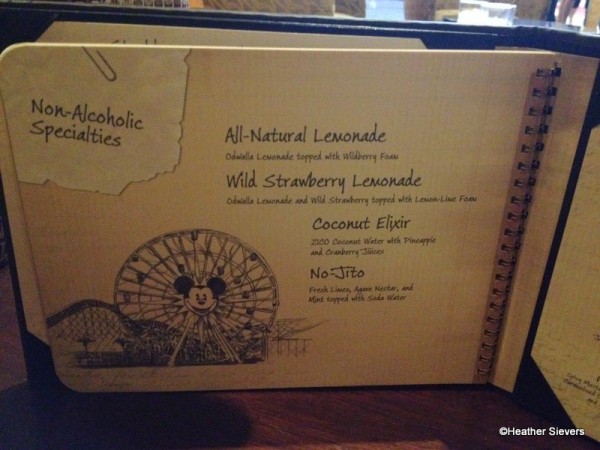 Non-Alcoholic
Specialties
All-Natural Lemonade
Odwalla Lemonade topped with Wildberry Foam
Wild Strawberry Lemonade
Odwalla Lemonade and Wild Strawberry topped with Lemon-Lime Foam
Coconut Elixir
ZICO Coconut Water with Pineapple
and Cranberry Juices
No-Jito
Fresh Limes, Agave Nectar, and
Mint topped with Soda Water
and
©Heather Sievers